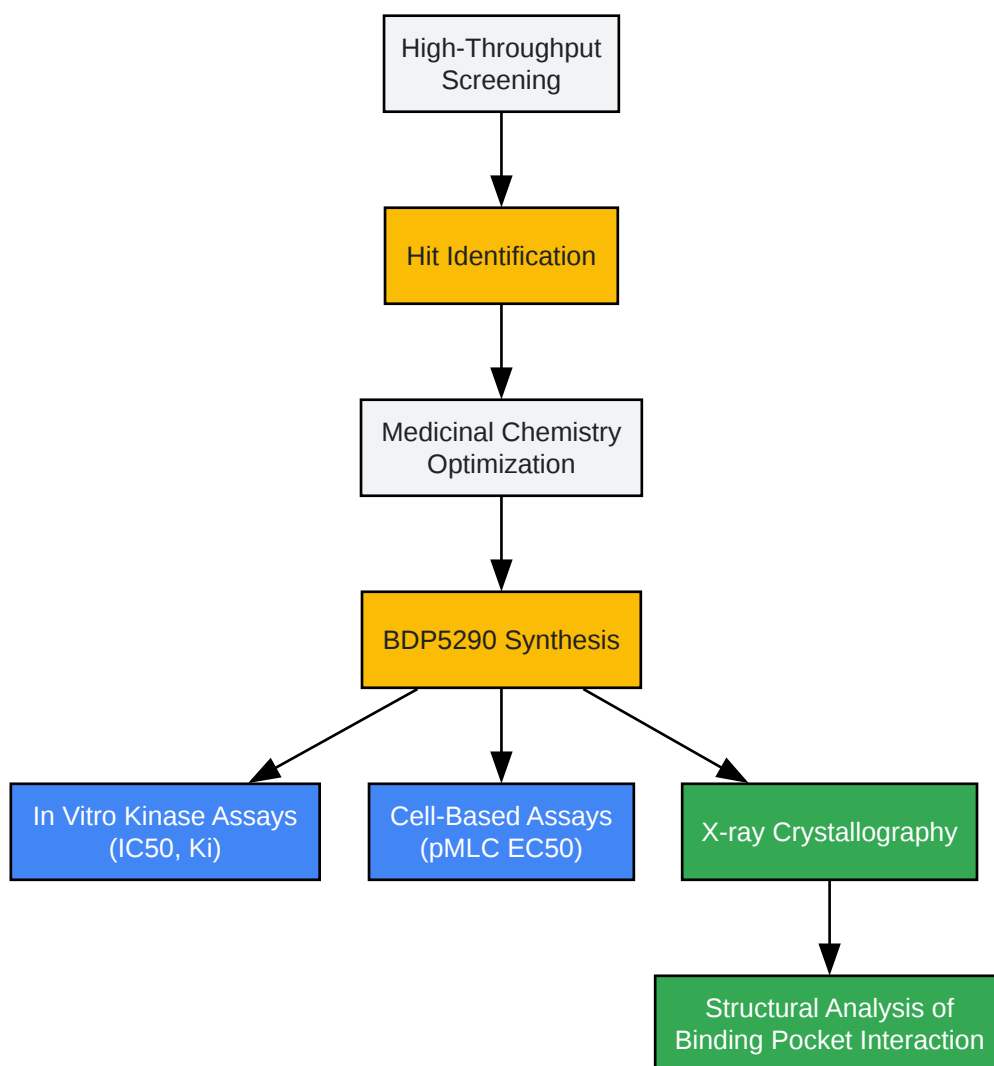 High-Throughput
Screening
Hit Identification
Medicinal Chemistry
Optimization
BDP5290 Synthesis
In Vitro Kinase Assays
(IC50, Ki)
Cell-Based Assays
(pMLC EC50)
X-ray Crystallography
Structural Analysis of
Binding Pocket Interaction